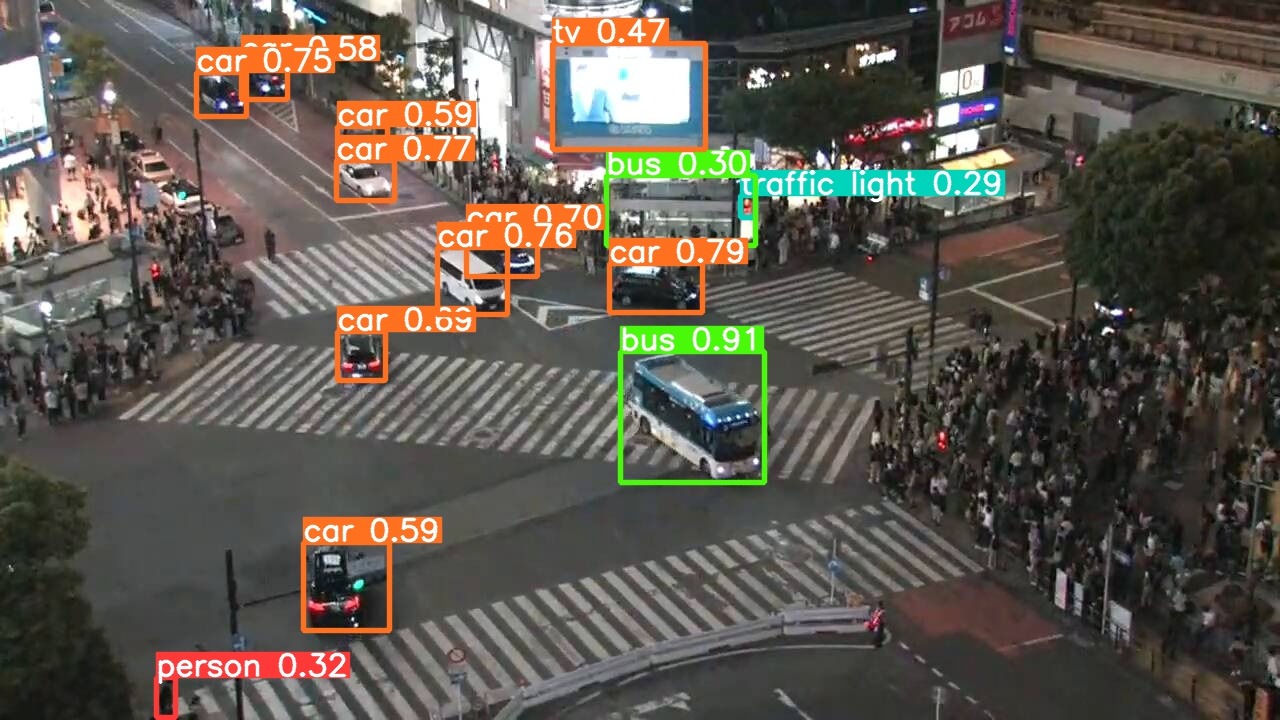 tv 0.47
アコム
car 0.58
car 0.75
car 0.59
car 0.77
bus 0.30
traffic light 0.29
car 0.70
car 0.76
car 0.79
car 0.69
bus 0.91
car 0.59
person 0.32